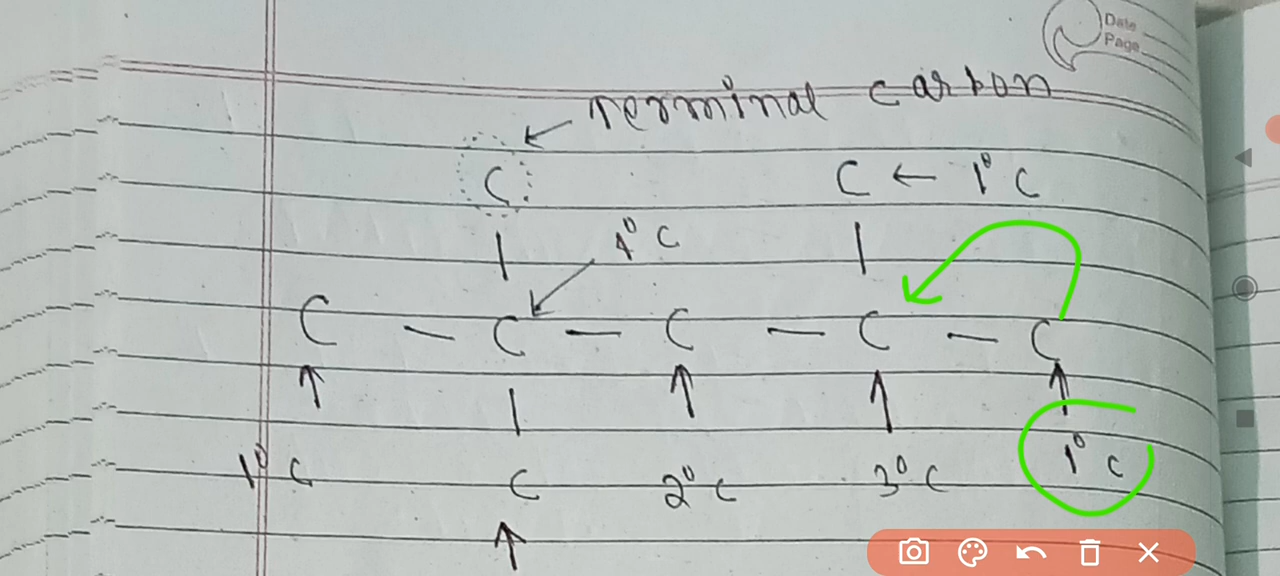 Date
Page
Terminal carbon
C C ← 1° C
| 4° C |
C - C - C - C - C
↑ | ↑ ↑ ↑
1° C C 2° C 3° C 1° C
↑